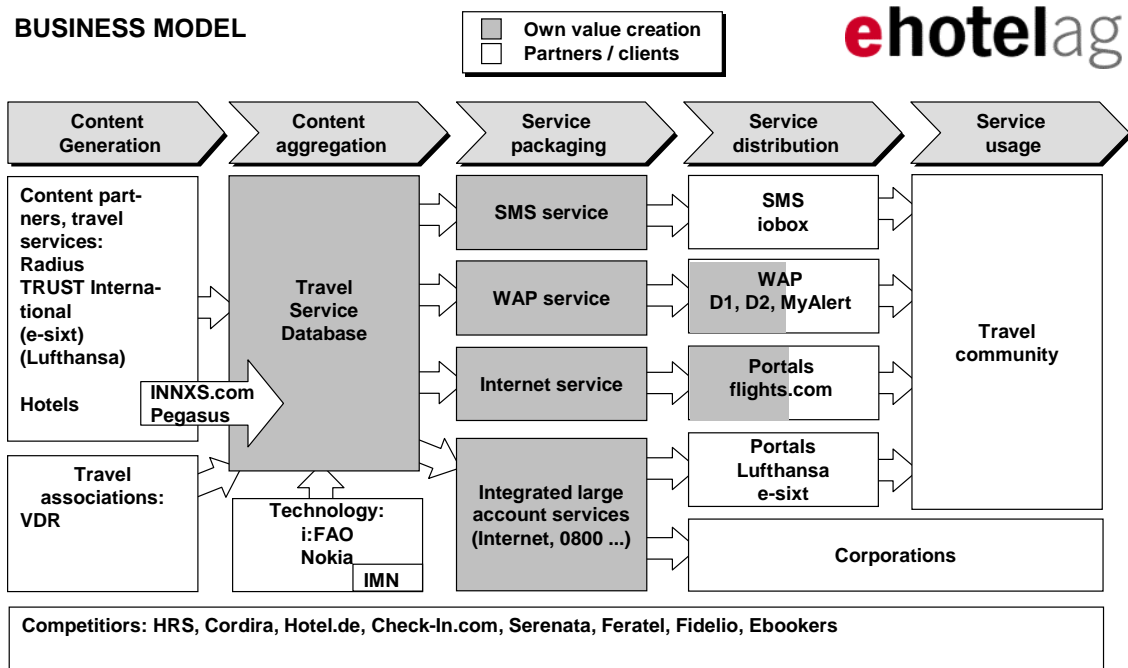 BUSINESS MODEL
Own value creation
Partners / clients
ehotelag
Content
Generation
Content
aggregation
Service
packaging
Service
distribution
Service
usage
Content part-
ners, travel
services:
Radius
TRUST Interna-
tional
(e-sixt)
(Lufthansa)
Hotels
INNXS.com
Pegasus
Travel
associations:
VDR
Travel
Service
Database
Technology:
i:FAO
Nokia
IMN
SMS service
WAP service
Internet service
Integrated large
account services
(Internet, 0800 ...)
SMS
iobox
WAP
D1, D2, MyAlert
Portals
flights.com
Portals
Lufthansa
e-sixt
Corporations
Travel
community
Competitiors: HRS, Cordira, Hotel.de, Check-In.com, Serenata, Feratel, Fidelio, Ebookers